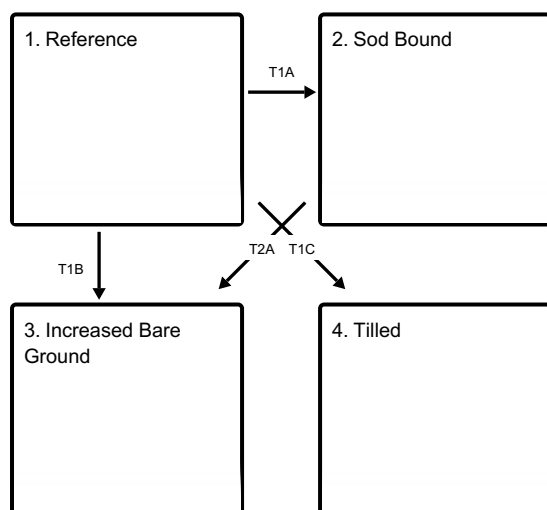 1. Reference
2. Sod Bound
T1A
T2A
T1C
T1B
3. Increased Bare
Ground
4. Tilled